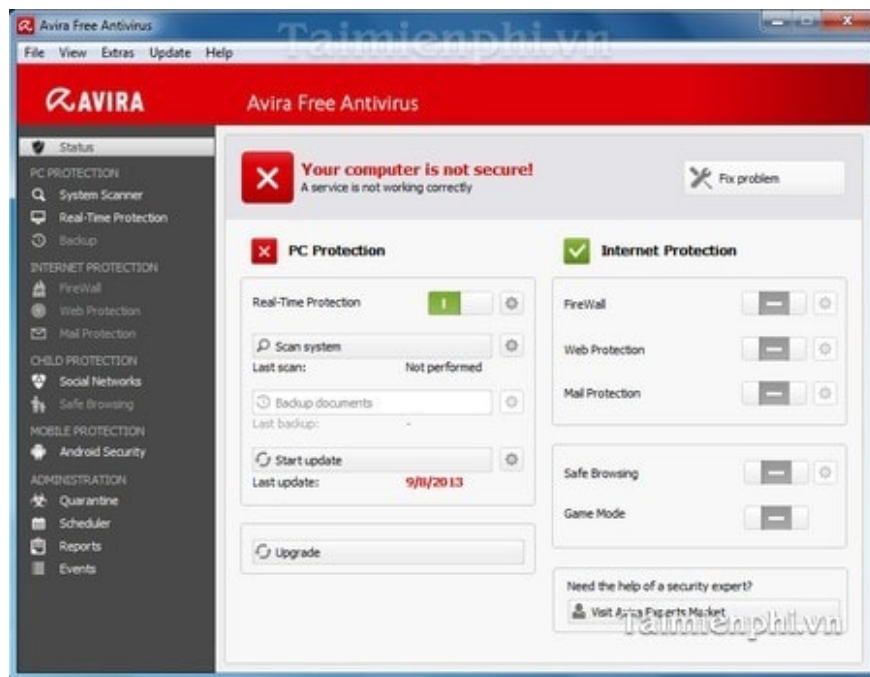 Avira Free Antivirus
Taimienphi.vn
File View Extras Update Help
AVIRA
Avira Free Antivirus
Status
PC PROTECTION
System Scanner
Real-Time Protection
Backup
INTERNET PROTECTION
FireWall
Web Protection
Mail Protection
CHILD PROTECTION
Social Networks
Safe Browsing
MOBILE PROTECTION
Android Security
ADMINISTRATION
Quarantine
Scheduler
Reports
Events
Your computer is not secure!
A service is not working correctly
Fix problem
PC Protection
Real-Time Protection
Scan system
Last scan: Not performed
Backup documents
Last backup: -
Start update
Last update: 9/8/2013
Upgrade
Internet Protection
FireWall
Web Protection
Mail Protection
Safe Browsing
Game Mode
Need the help of a security expert?
Visit Avira Experts Market
Taimienphi.vn